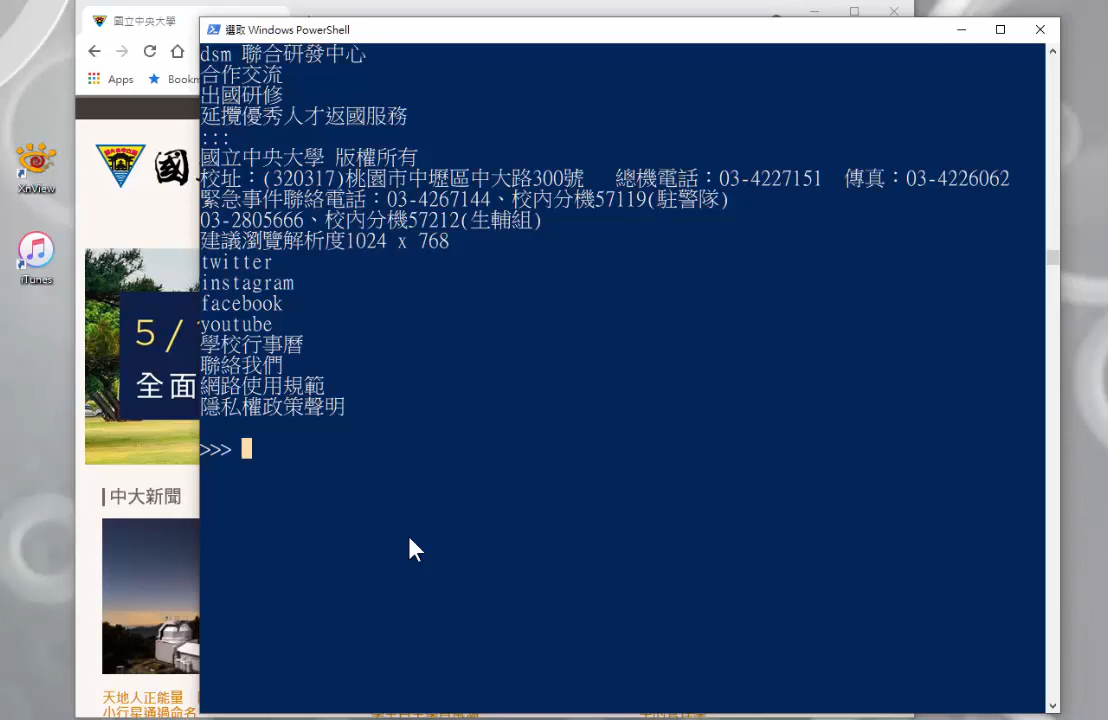 國立中央大學
選取 Windows PowerShell
Apps
dsm 聯合研發中心
合作交流
出國研修
延攬優秀人才返國服務
:::
國立中央大學 版權所有
校址：(320317)桃園市中壢區中大路300號 總機電話：03-4227151 傳真：03-4226062
緊急事件聯絡電話：03-4267144、校內分機57119(駐警隊)
03-2805666、校內分機57212(生輔組)
建議瀏覽解析度1024 x 768
twitter
instagram
facebook
youtube
學校行事曆
聯絡我們
網路使用規範
隱私權政策聲明
>>>
XnView
iTunes
國
5 /
全面
中大新聞
天地人正能量
小行星通過命名